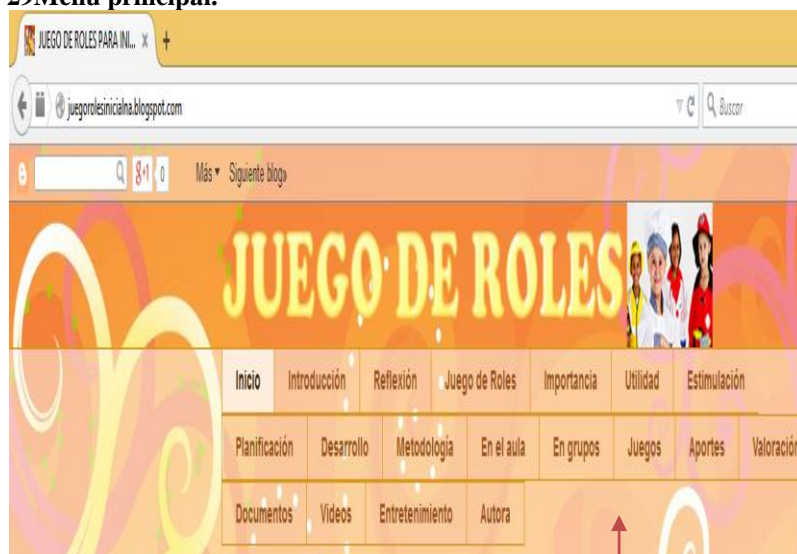 29Menú principal.
JUEGO DE ROLES PARA INI... × +
juegorolesinicialna.blogspot.com
Buscar
g+1 0 Más Siguiente blog»
JUEGO DE ROLES
Inicio Introducción Reflexión Juego de Roles Importancia Utilidad Estimulación
Planificación Desarrollo Metodología En el aula En grupos Juegos Aportes Valoración
Documentos Videos Entretenimiento Autora